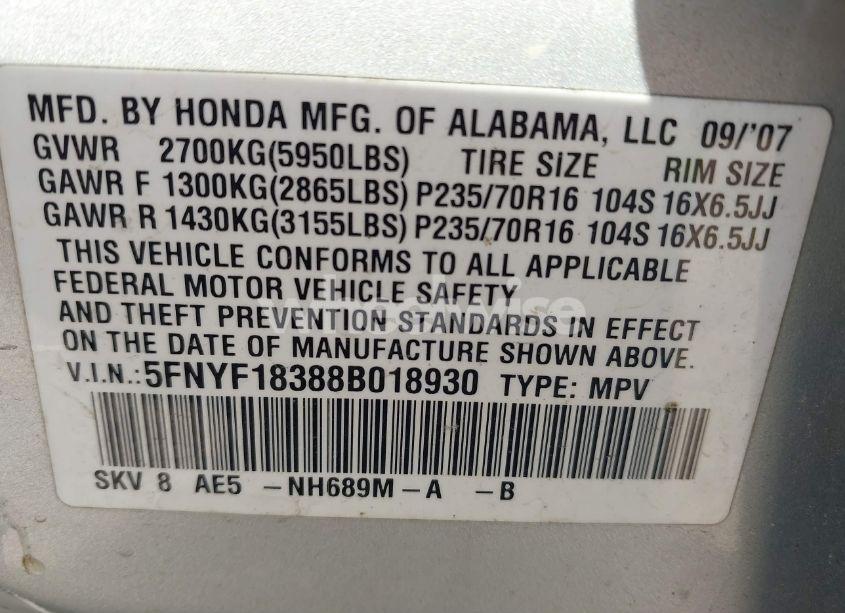 MFD. BY HONDA MFG. OF ALABAMA, LLC 09/'07
GVWR 2700KG(5950LBS) TIRE SIZE RIM SIZE
GAWR F 1300KG(2865LBS) P235/70R16 104S 16X6.5JJ
GAWR R 1430KG(3155LBS) P235/70R16 104S 16X6.5JJ
THIS VEHICLE CONFORMS TO ALL APPLICABLE
FEDERAL MOTOR VEHICLE SAFETY
AND THEFT PREVENTION STANDARDS IN EFFECT
ON THE DATE OF MANUFACTURE SHOWN ABOVE.
V.I.N.: 5FNYF18388B018930 TYPE: MPV
SKV 8 AE5 -NH689M-A -B